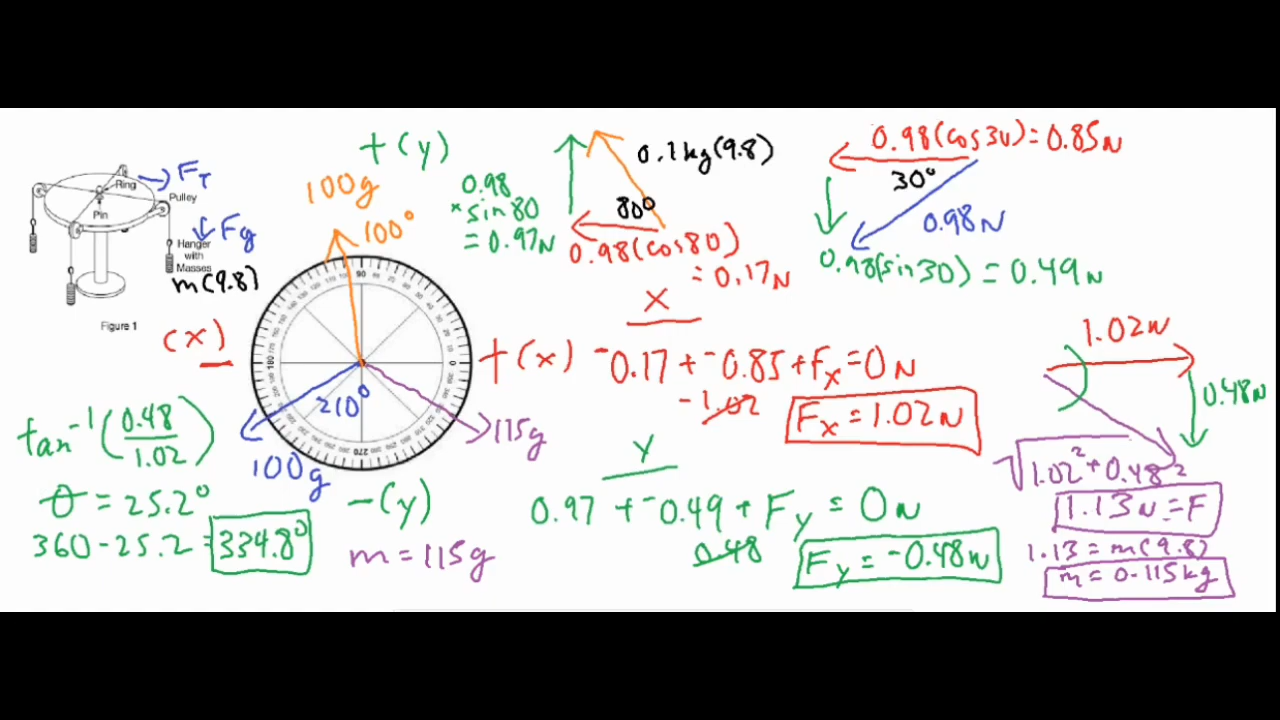 Ring
Pin
Pulley
Hanger
with
Masses
Figure 1
F_T
Fg
m(9.8)
+(y)
100g
100°
90
0
180
270
210°
100g
115g
-(y)
m = 115g
(x)
-
+(x)
tan⁻¹(0.48/1.02)
θ = 25.2°
360-25.2 = 334.8°
0.98
× sin80
= 0.97N
0.1kg(9.8)
80°
0.98(cos80)
= 0.17N
0.98(cos30) = 0.85N
30°
0.98N
0.98(sin30) = 0.49N
X
-0.17 + -0.85 + Fx = 0N
-1.02
Fx = 1.02N
Y
0.97 + -0.49 + Fy = 0N
0.48
Fy = -0.48N
1.02N
0.48N
√1.02² + 0.48²
1.13N = F
1.13 = m(9.8)
m = 0.115kg